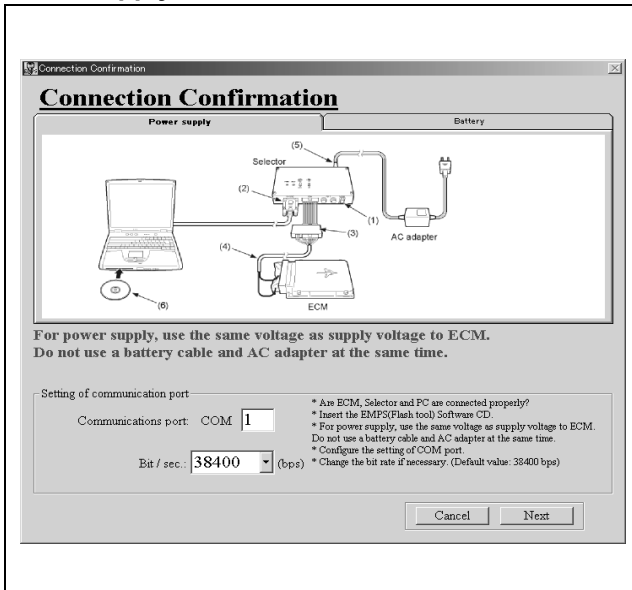 Connection Confirmation
Connection Confirmation
Power supply
Battery
(5)
Selector
(2)
(1)
(3)
AC adapter
(4)
(6)
ECM
For power supply, use the same voltage as supply voltage to ECM.
Do not use a battery cable and AC adapter at the same time.
Setting of communication port
Communications port: COM 1
Bit / sec.: 38400 (bps)
* Are ECM, Selector and PC are connected properly?
* Insert the EMPS(Flash tool) Software CD.
* For power supply, use the same voltage as supply voltage to ECM.
Do not use a battery cable and AC adapter at the same time.
* Configure the setting of COM port.
* Change the bit rate if necessary. (Default value: 38400 bps)
Cancel
Next